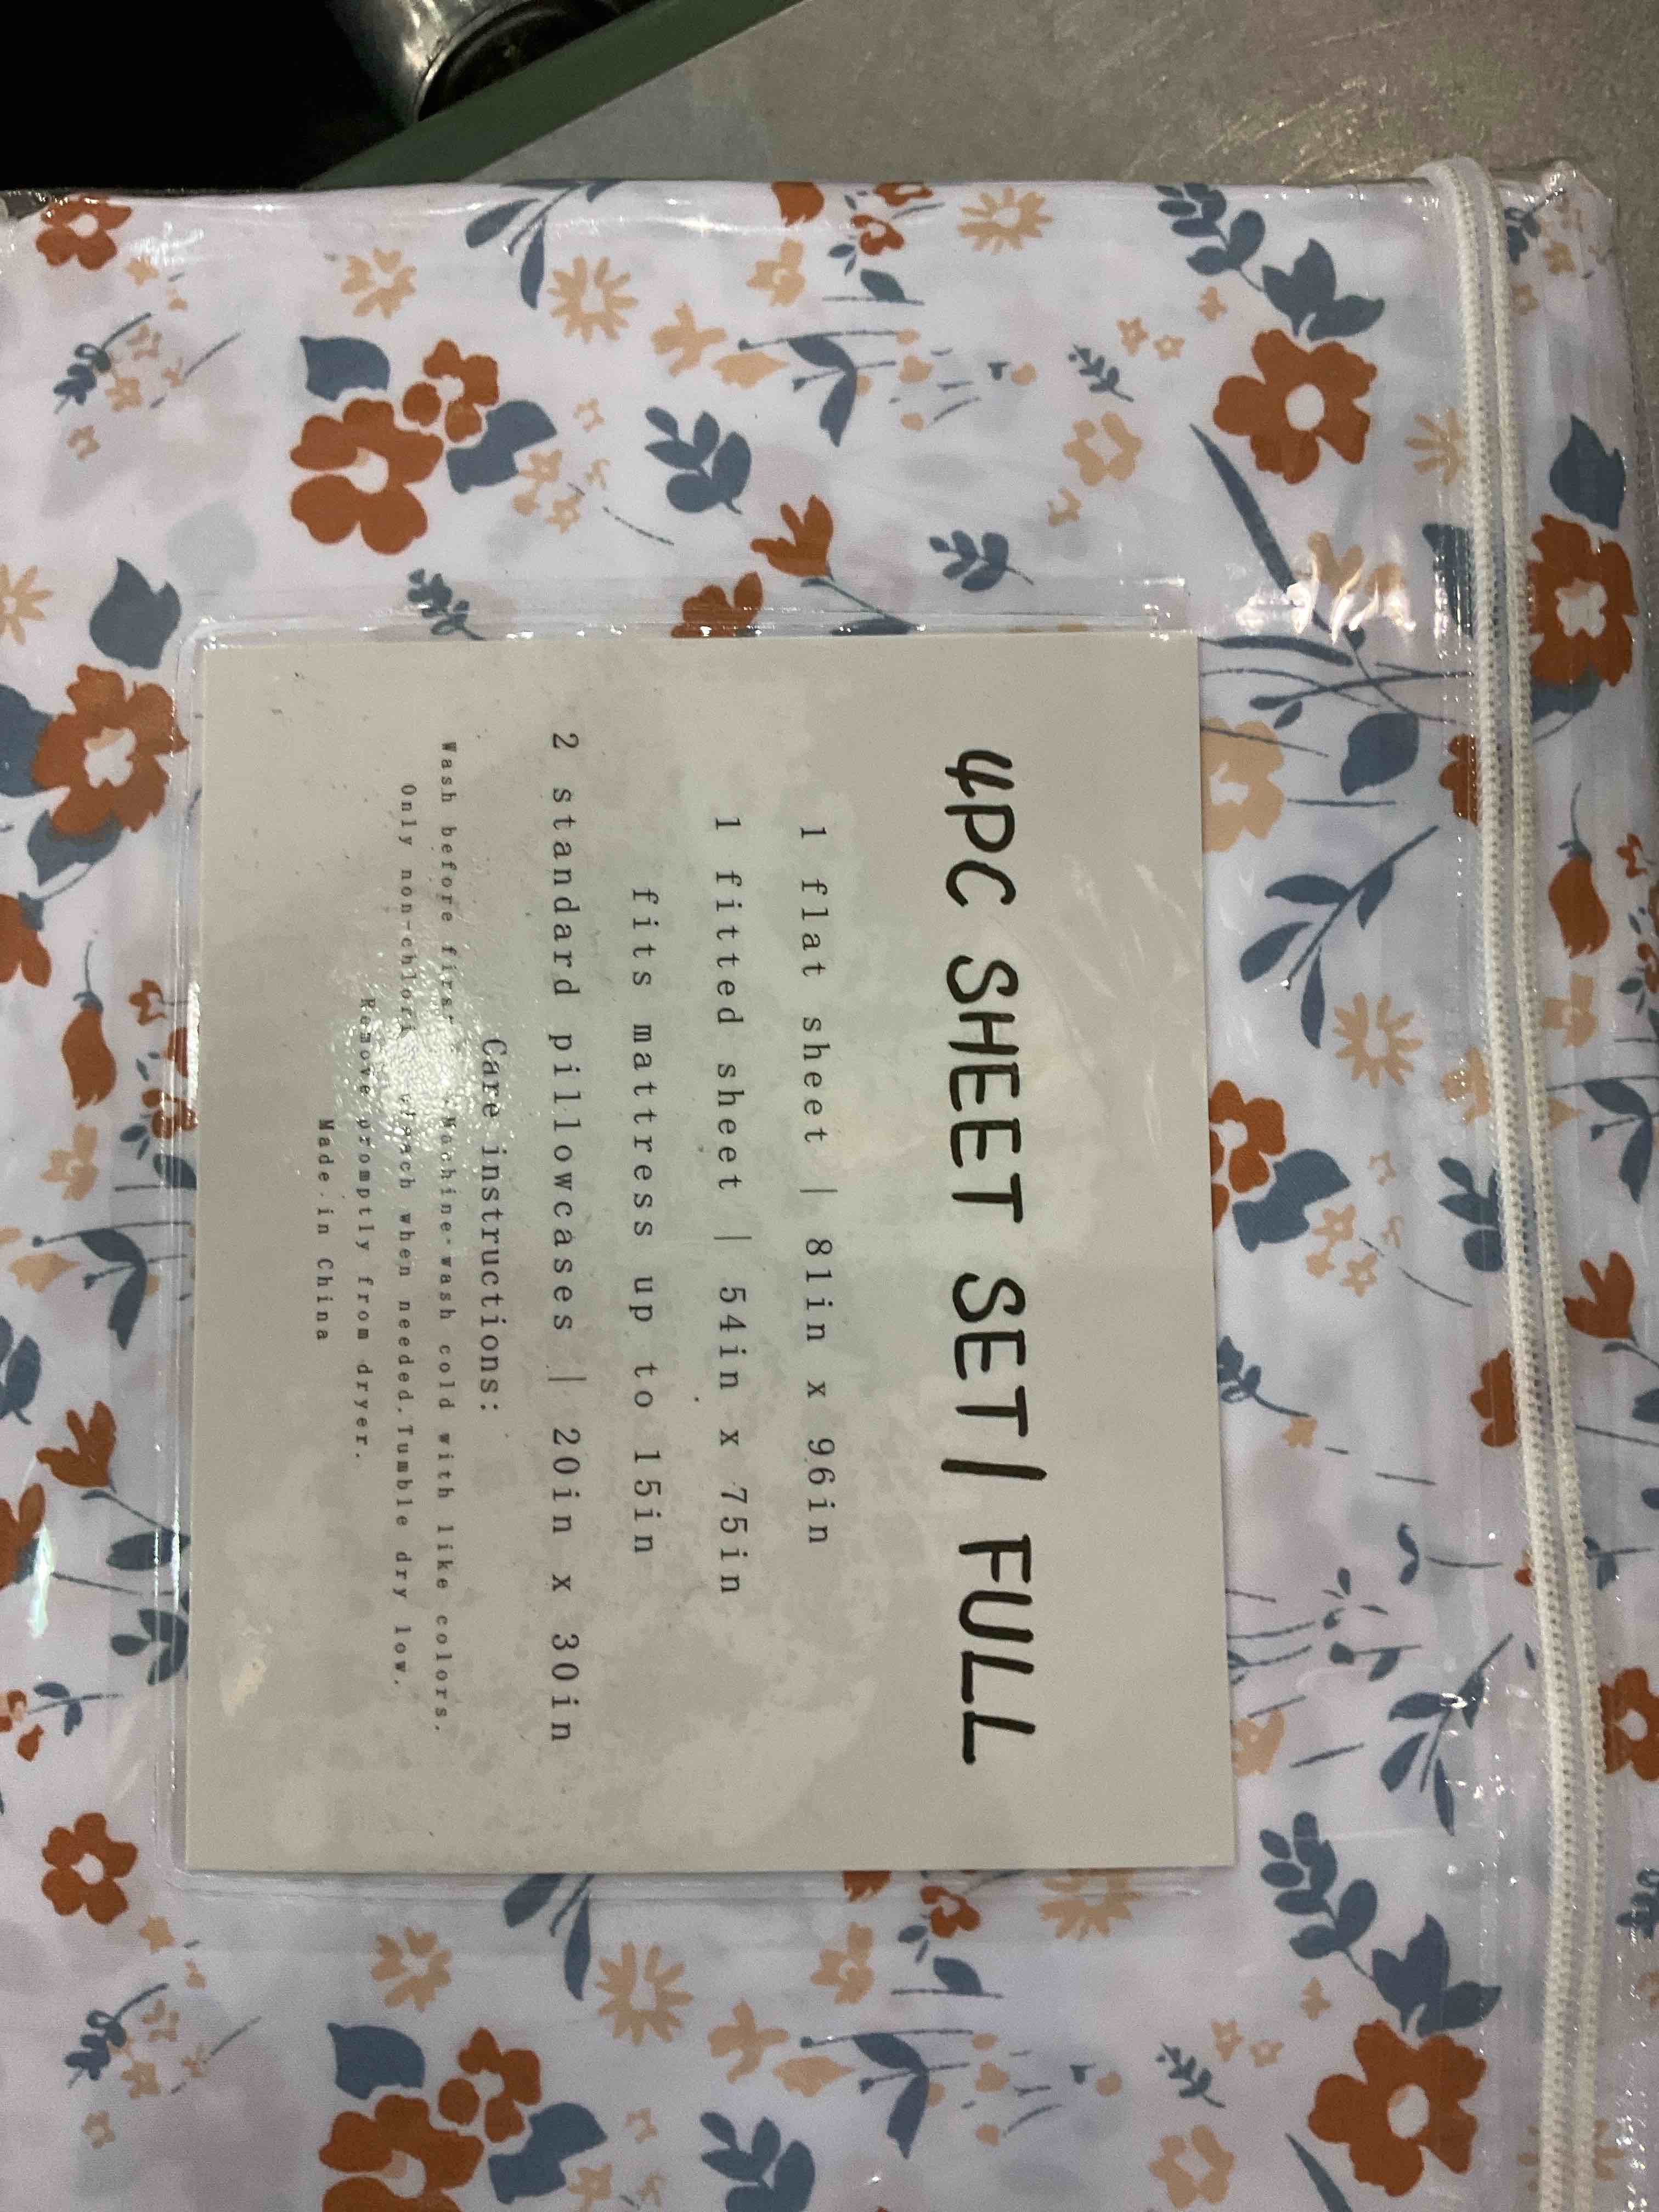 4PC SHEET SET | FULL
1 flat sheet | 81in x 96in
1 fitted sheet | 54in x 75in
fits mattress up to 15in
2 standard pillowcases | 20in x 30in
Care instructions:
Wash before first Machine wash cold with like colors.
Only non-chlori bleach when needed.Tumble dry low.
Remove promptly from dryer.
Made in China